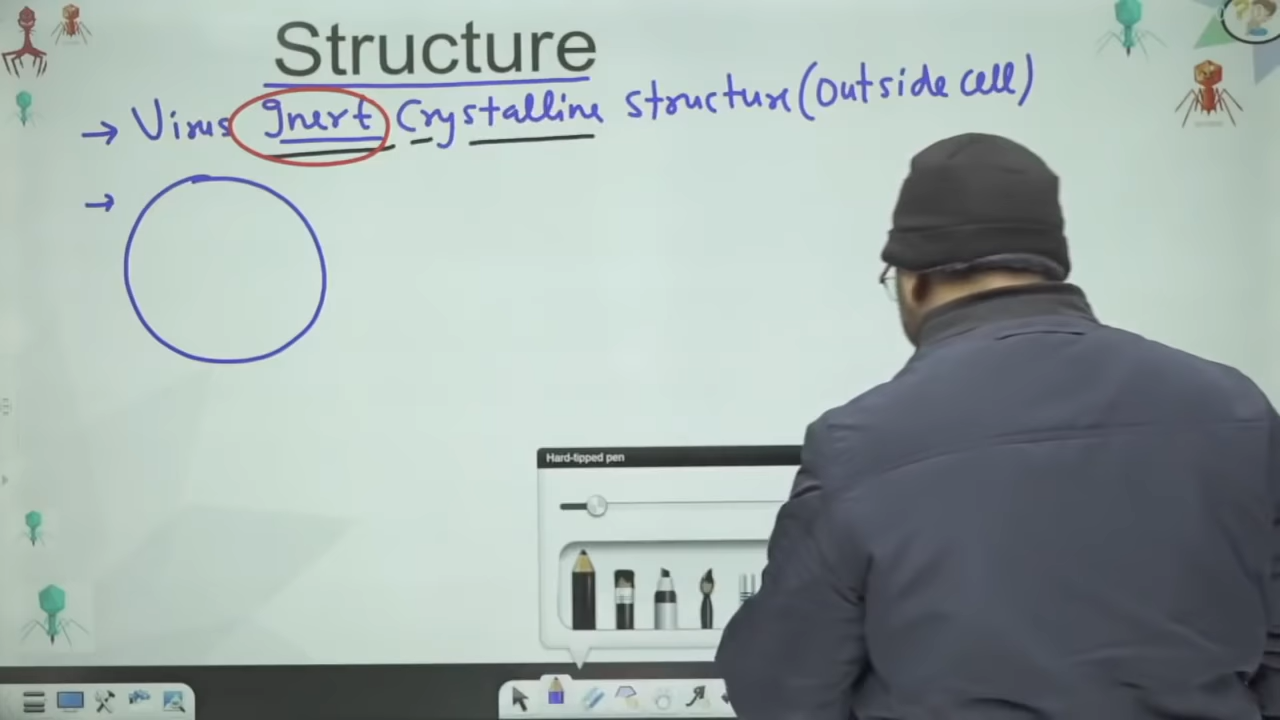 Structure
→ Virus Inert Crystalline structure (outside cell)
→
Hard-tipped pen